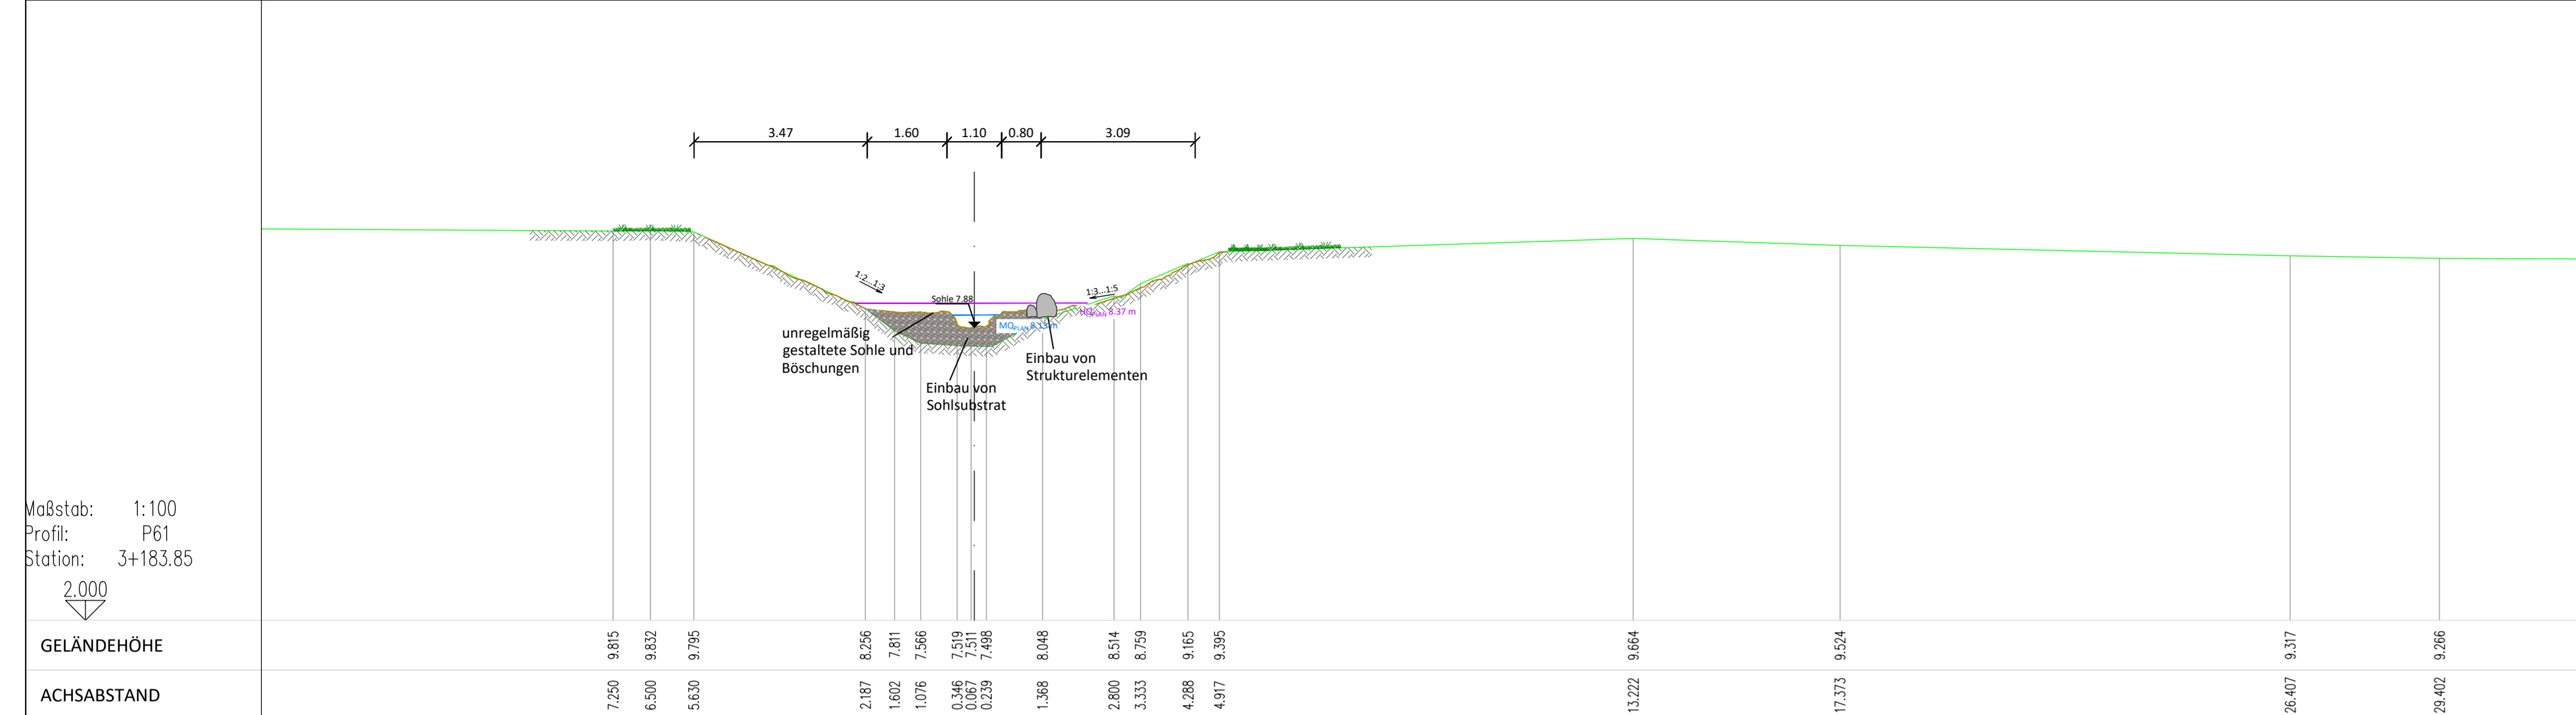 3.47 1.60 1.10 0.80 3.09
1:2...1:3
Sohle 7.88
1:3...1:5
HQPLAN 8.37 m
MQPLAN 8.13 m
unregelmäßig
gestaltete Sohle und
Böschungen
Einbau von
Strukturelementen
Einbau von
Sohlsubstrat
Maßstab: 1:100
Profil: P61
Station: 3+183.85
2.000
GELÄNDEHÖHE 9.815 9.832 9.795 8.256 7.811 7.566 7.519 7.511 7.498 8.048 8.514 8.759 9.165 9.395 9.664 9.524 9.317 9.266
ACHSABSTAND 7.250 6.500 5.630 2.187 1.602 1.076 0.346 0.067 0.239 1.368 2.800 3.333 4.288 4.917 13.222 17.373 26.407 29.402